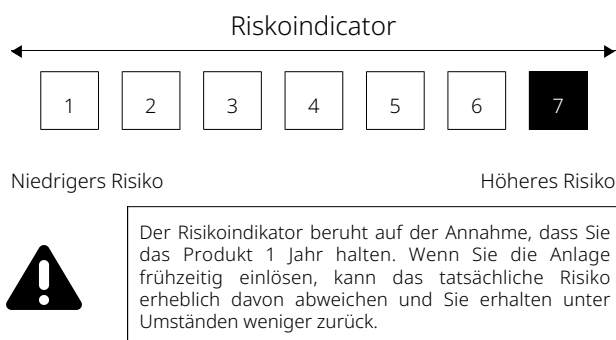 Riskoindicator
1 2 3 4 5 6 7
Niedrigers Risiko Höheres Risiko
Der Risikoindikator beruht auf der Annahme, dass Sie
das Produkt 1 Jahr halten. Wenn Sie die Anlage
frühzeitig einlösen, kann das tatsächliche Risiko
erheblich davon abweichen und Sie erhalten unter
Umständen weniger zurück.